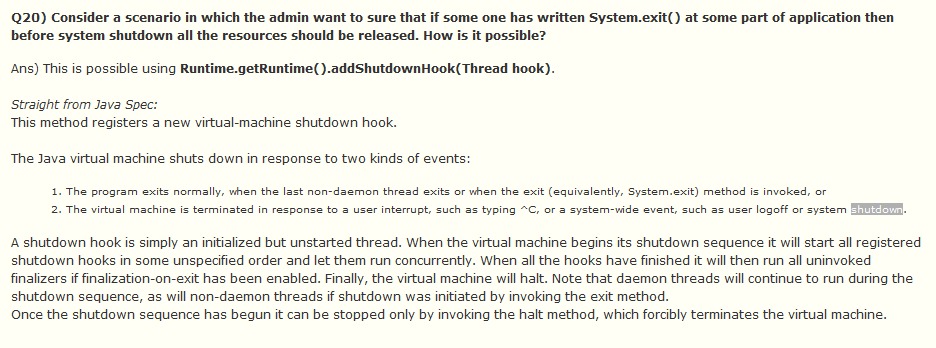 Q20) Consider a scenario in which the admin want to sure that if some one has written System.exit() at some part of application then
before system shutdown all the resources should be released. How is it possible?
Ans) This is possible using Runtime.getRuntime().addShutdownHook(Thread hook).
Straight from Java Spec:
This method registers a new virtual-machine shutdown hook.
The Java virtual machine shuts down in response to two kinds of events:
1. The program exits normally, when the last non-daemon thread exits or when the exit (equivalently, System.exit) method is invoked, or
2. The virtual machine is terminated in response to a user interrupt, such as typing ^C, or a system-wide event, such as user logoff or system shutdown.
A shutdown hook is simply an initialized but unstarted thread. When the virtual machine begins its shutdown sequence it will start all registered
shutdown hooks in some unspecified order and let them run concurrently. When all the hooks have finished it will then run all uninvoked
finalizers if finalization-on-exit has been enabled. Finally, the virtual machine will halt. Note that daemon threads will continue to run during the
shutdown sequence, as will non-daemon threads if shutdown was initiated by invoking the exit method.
Once the shutdown sequence has begun it can be stopped only by invoking the halt method, which forcibly terminates the virtual machine.